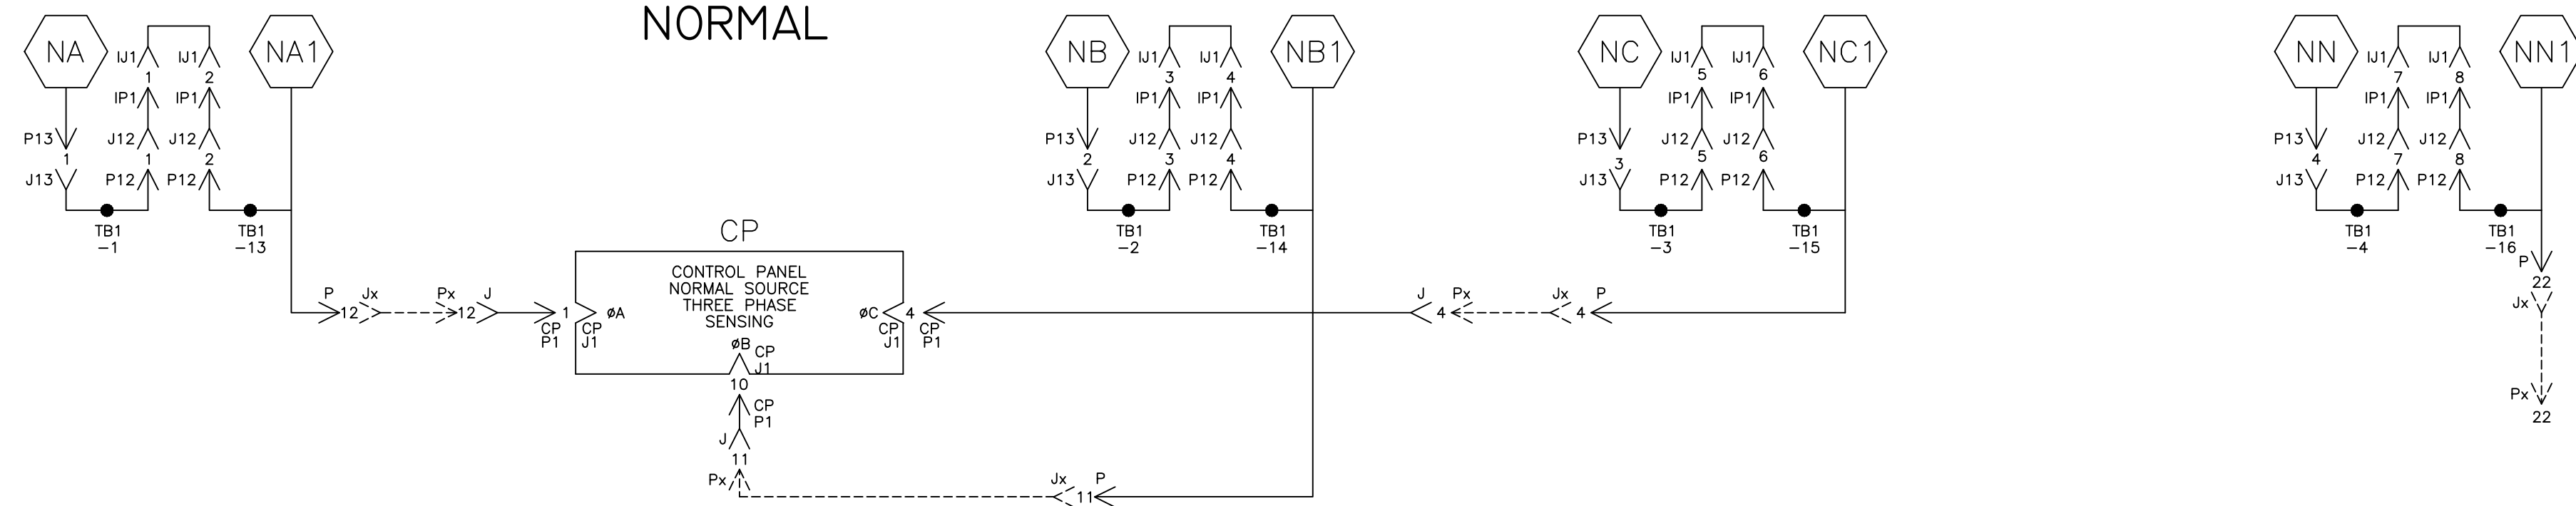 NORMAL
NA
IJ1
IJ1
NA1
1
2
IP1
IP1
P13
J12
J12
1
1
2
J13
P12
P12
TB1
-1
TB1
-13
NB
IJ1
IJ1
NB1
3
4
IP1
IP1
P13
J12
J12
2
3
4
J13
P12
P12
TB1
-2
TB1
-14
NC
IJ1
IJ1
NC1
5
6
IP1
IP1
P13
J12
J12
3
5
6
J13
P12
P12
TB1
-3
TB1
-15
NN
IJ1
IJ1
NN1
7
8
IP1
IP1
P13
J12
J12
4
7
8
J13
P12
P12
TB1
-4
TB1
-16
P
22
Jx
Px
22
CP
CONTROL PANEL
NORMAL SOURCE
THREE PHASE
SENSING
P
12
Jx
Px
12
J
1
CP
P1
CP
J1
øA
øC
CP
J1
4
CP
P1
J
4
Px
Jx
4
P
øB
CP
J1
10
CP
P1
J
11
Px
Jx
11
P